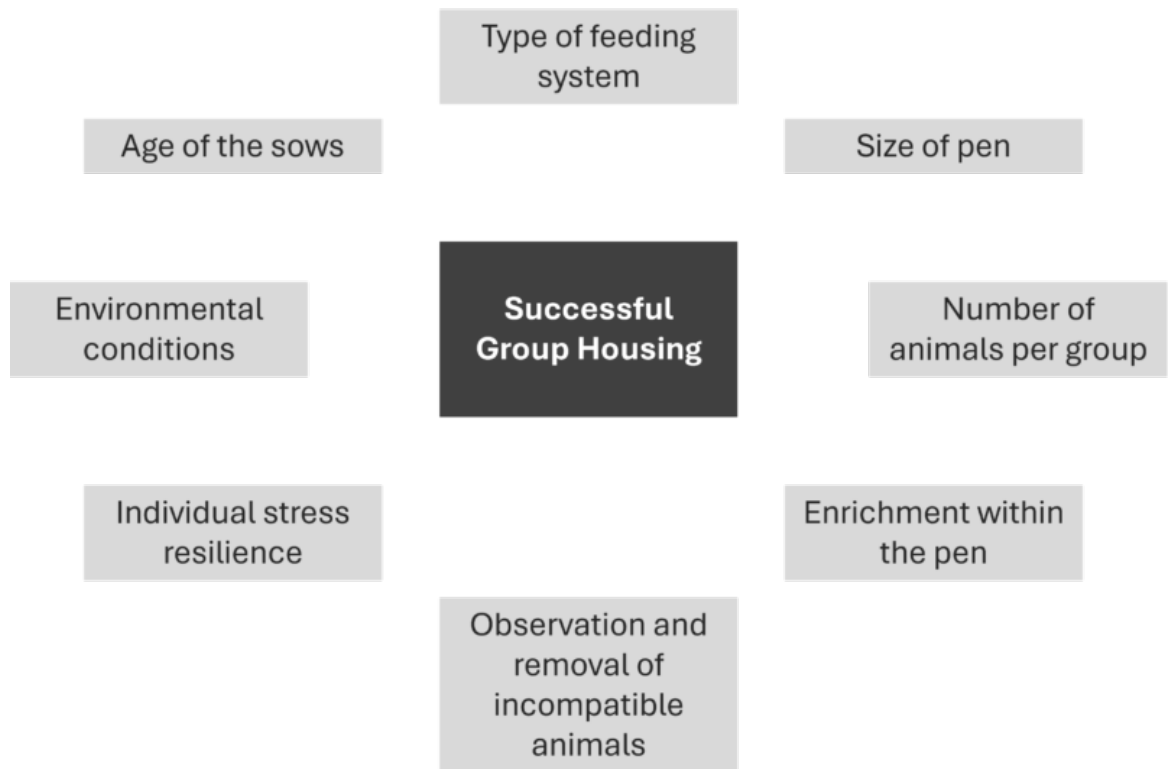 Type of feeding
system
Age of the sows
Size of pen
Environmental
conditions
Successful
Group Housing
Number of
animals per group
Individual stress
resilience
Enrichment within
the pen
Observation and
removal of
incompatible
animals